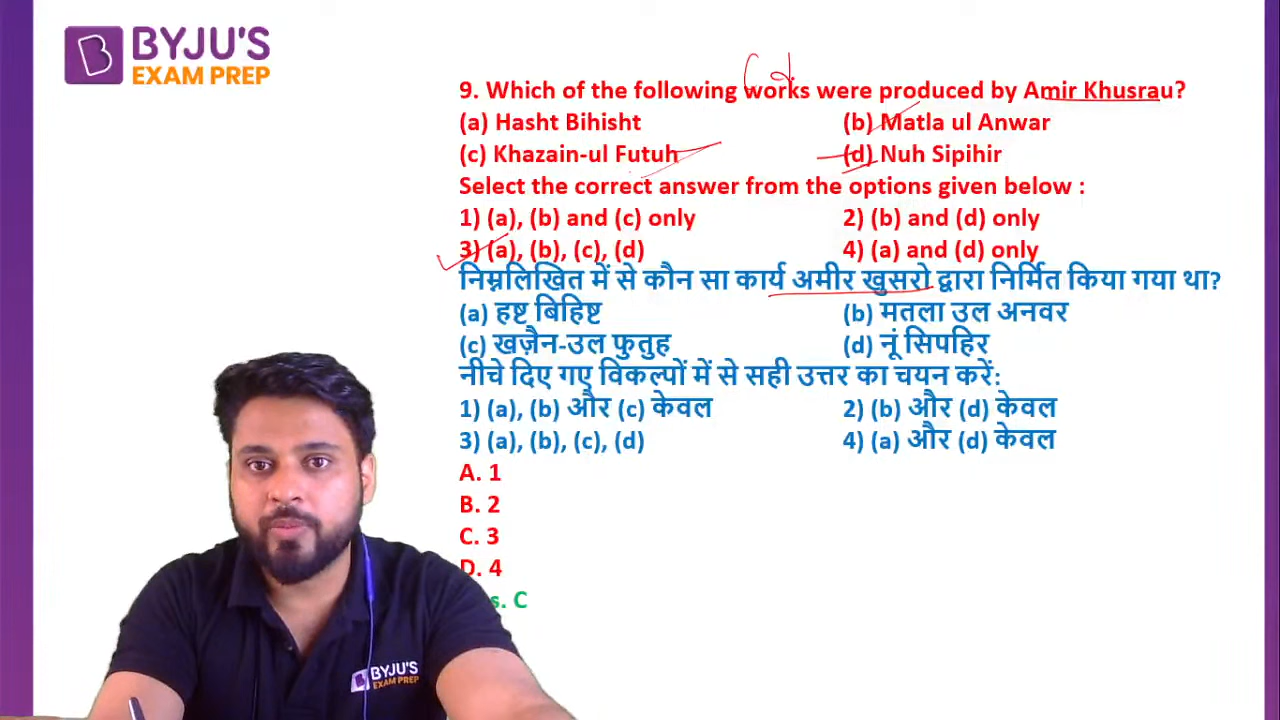 BYJU'S
EXAM PREP
cd
9. Which of the following works were produced by Amir Khusrau?
(a) Hasht Bihisht (b) Matla ul Anwar
(c) Khazain-ul Futuh (d) Nuh Sipihir
Select the correct answer from the options given below :
1) (a), (b) and (c) only 2) (b) and (d) only
3) (a), (b), (c), (d) 4) (a) and (d) only
निम्नलिखित में से कौन सा कार्य अमीर खुसरो द्वारा निर्मित किया गया था?
(a) हष्ट बिहिष्ट (b) मतला उल अनवर
(c) खज़ैन-उल फुतुह (d) नूं सिपहिर
नीचे दिए गए विकल्पों में से सही उत्तर का चयन करें:
1) (a), (b) और (c) केवल 2) (b) और (d) केवल
3) (a), (b), (c), (d) 4) (a) और (d) केवल
A. 1
B. 2
C. 3
D. 4
s. C
BYJU'S
EXAM PREP